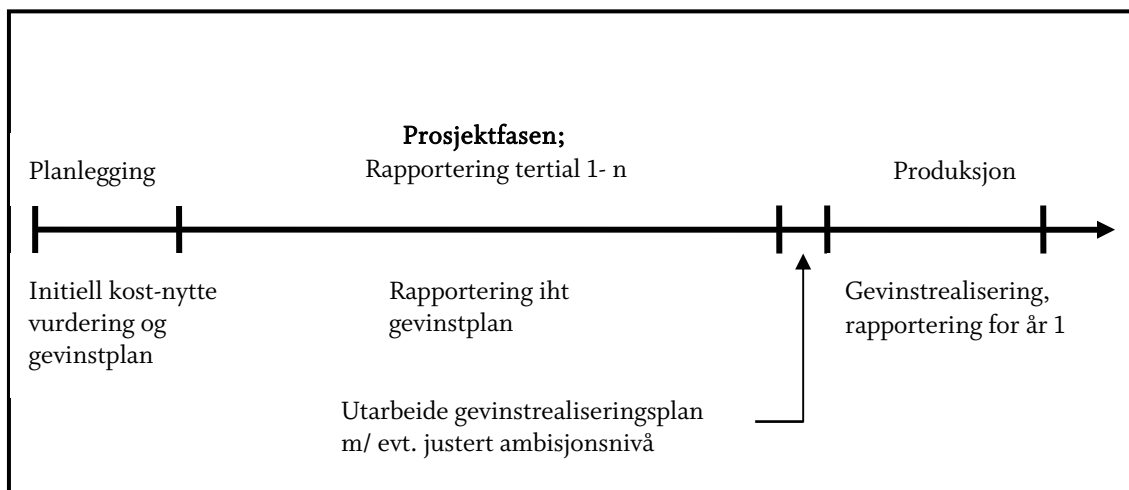 Prosjektfasen;
Planlegging
Rapportering tertial 1- n
Produksjon
Initiell kost-nytte
vurdering og
gevinstplan
Rapportering iht
gevinstplan
Gevinstrealisering,
rapportering for år 1
Utarbeide gevinstrealiseringsplan
m/ evt. justert ambisjonsnivå